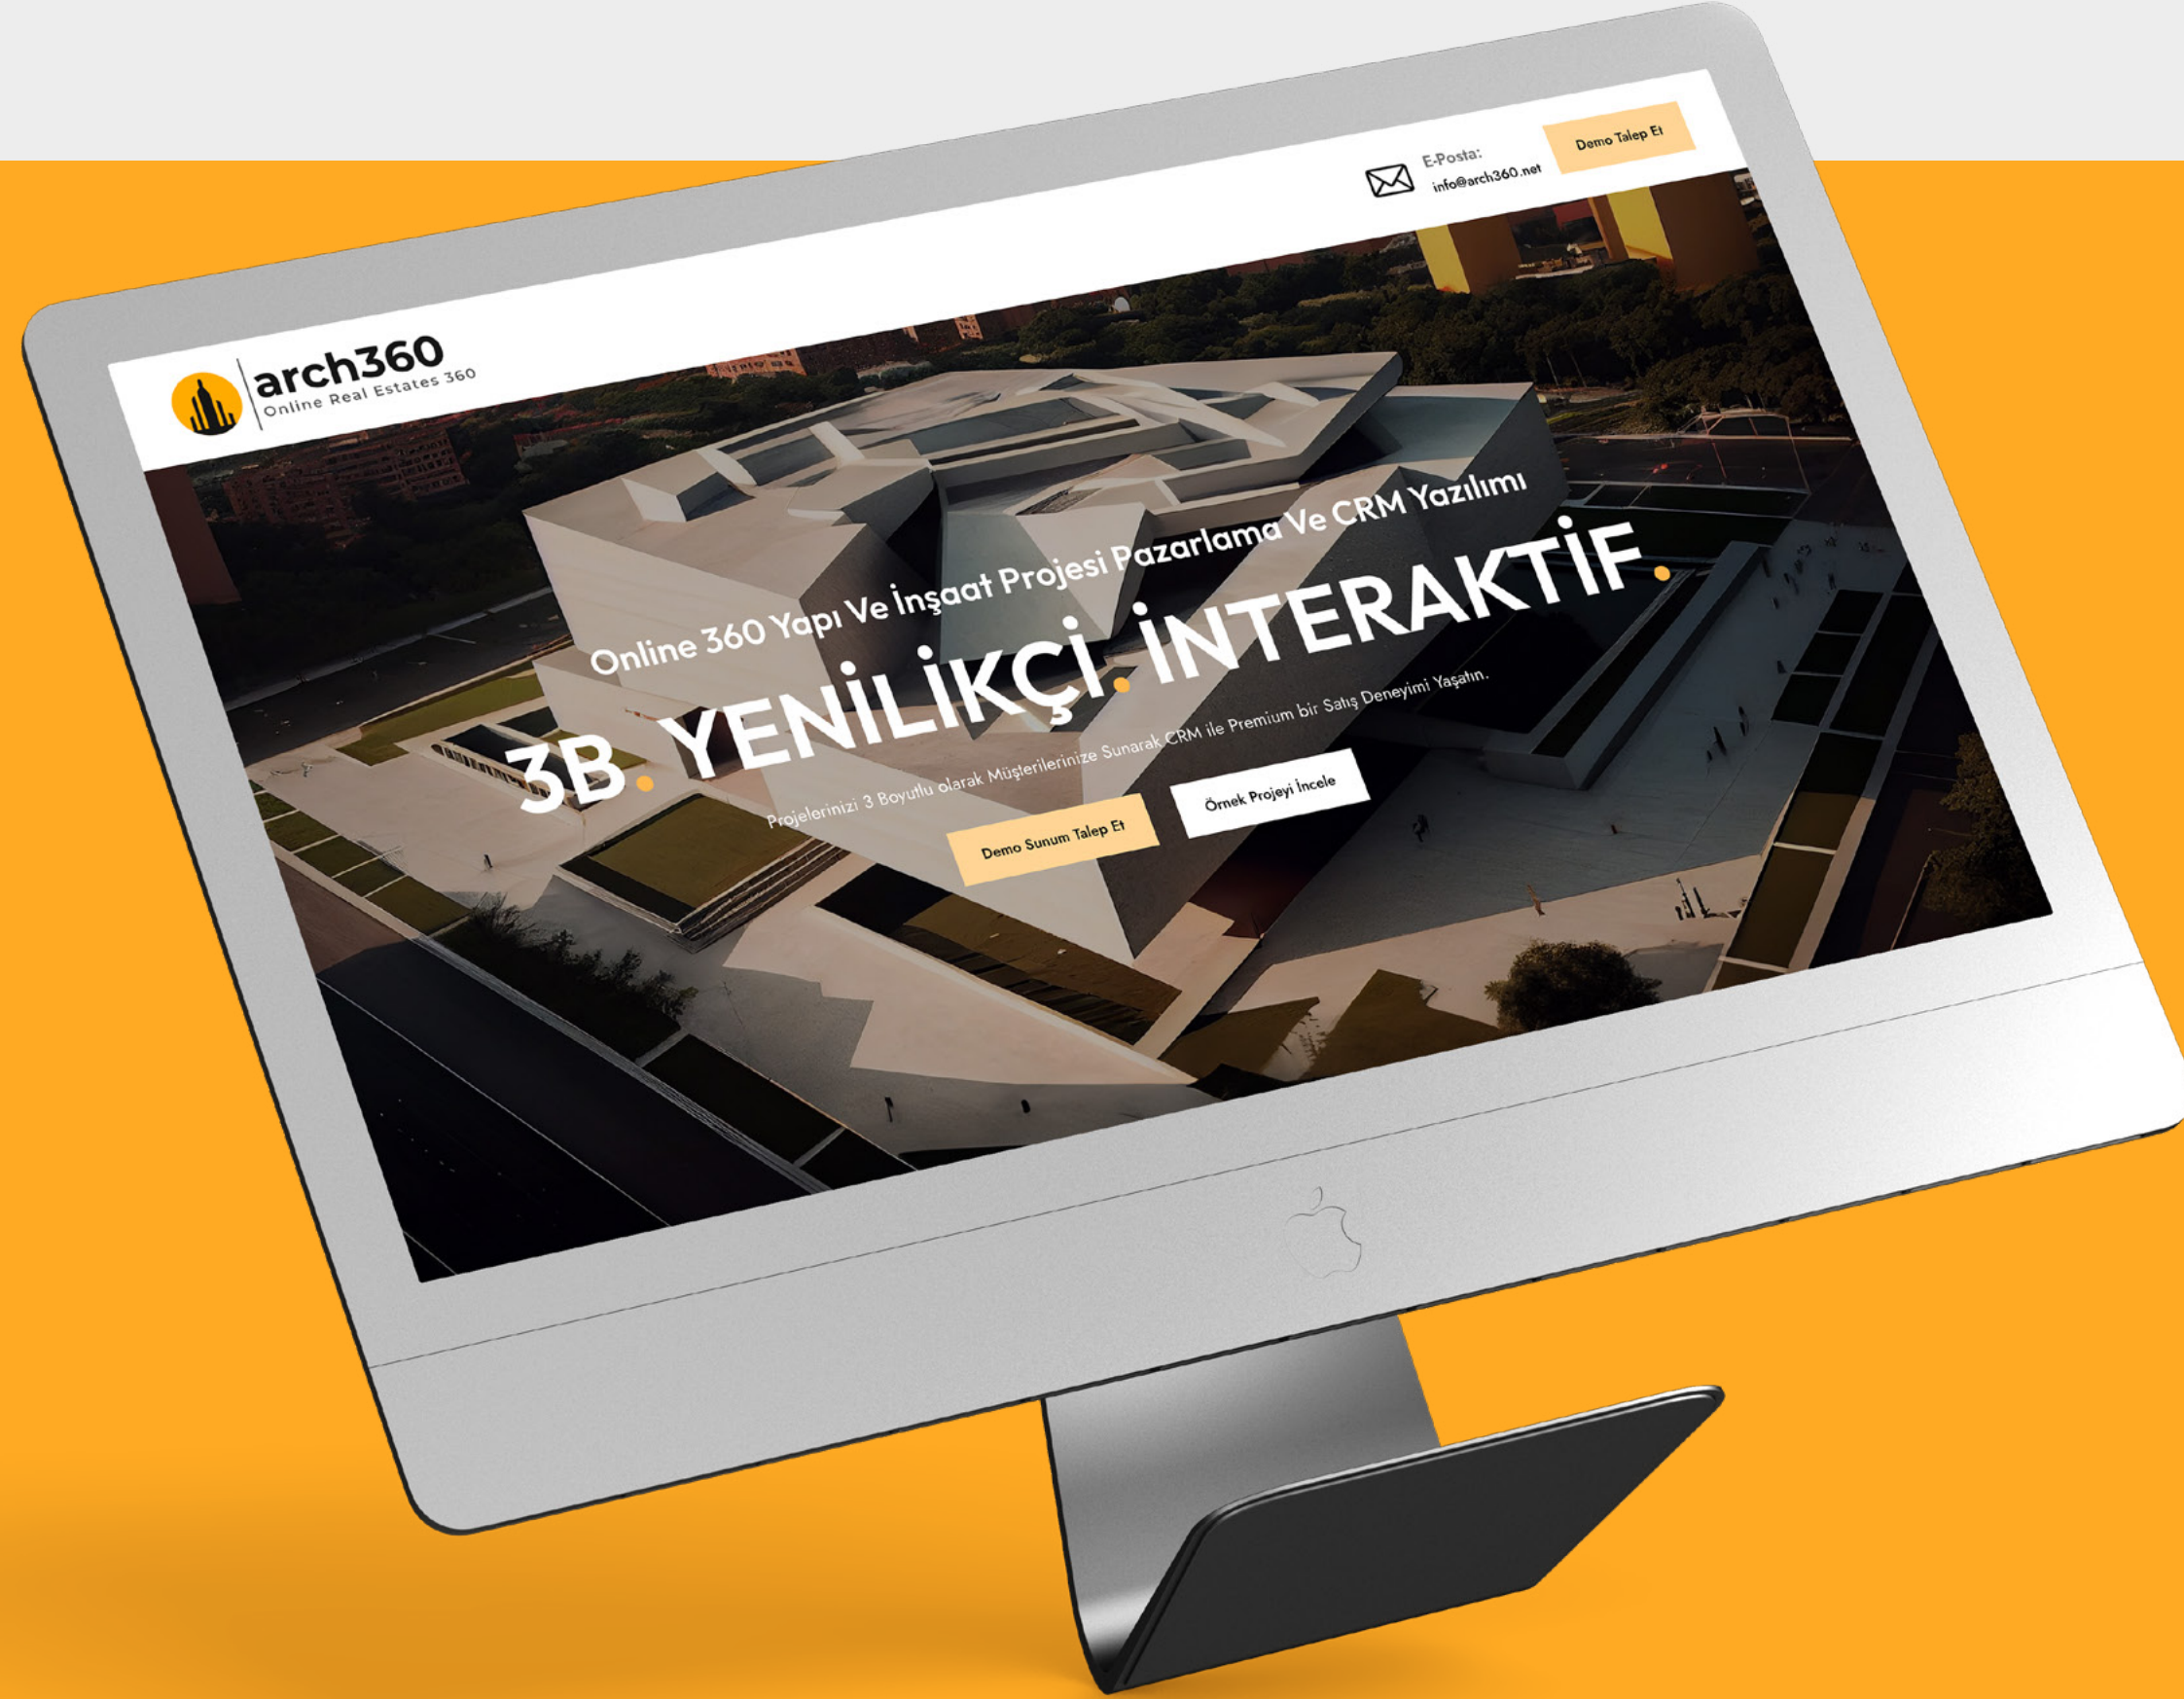 arch360
Online Real Estates 360
E-Posta:
info@arch360.net
Demo Talep Et
Online 360 Yapı Ve İnşaat Projesi Pazarlama Ve CRM Yazılımı
3B. YENİLİKÇİ. İNTERAKTİF.
Projelerinizi 3 Boyutlu olarak Müşterilerinize Sunarak CRM ile Premium bir Satış Deneyimi Yaşatın.
Demo Sunum Talep Et
Örnek Projeyi İncele